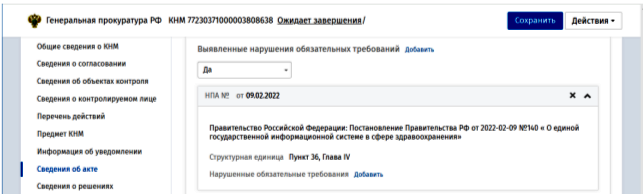 Генеральная прокуратура РФ КНМ 77230371000003808638 Ожидает завершения/
Сохранить
Действия
Общие сведения о КНМ
Сведения о согласовании
Сведения об объектах контроля
Сведения о контролируемом лице
Перечень действий
Предмет КНМ
Информация об уведомлении
Сведения об акте
Сведения о решениях
Выявленные нарушения обязательных требований Добавить
Да
НПА № от 09.02.2022
Правительство Российской Федерации: Постановление Правительства РФ от 2022-02-09 №140 « О единой
государственной информационной системе в сфере здравоохранения»
Структурная единица Пункт 36, Глава IV
Нарушенные обязательные требования Добавить